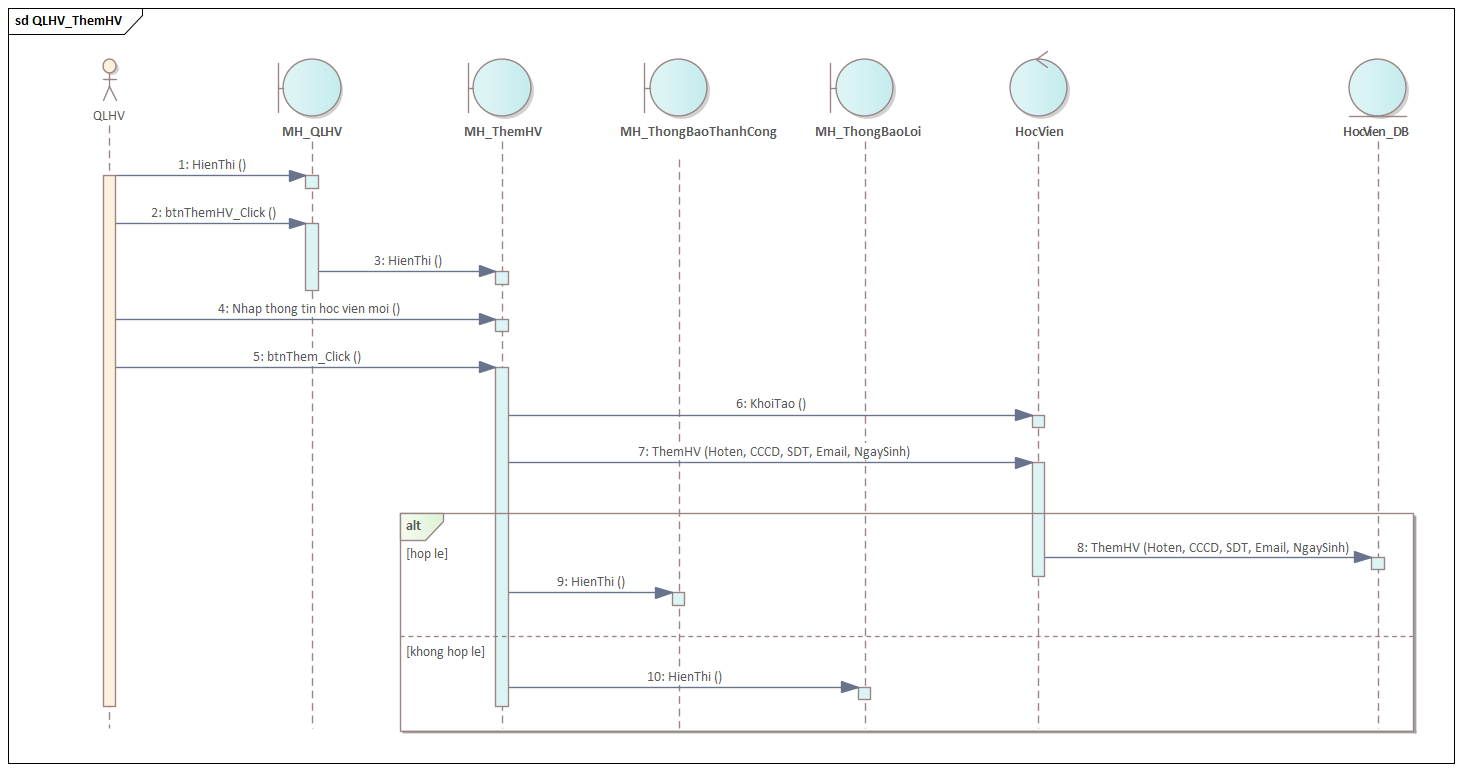 sd QLHV_ThemHV
QLHV
MH_QLHV
MH_ThemHV
MH_ThongBaoThanhCong
MH_ThongBaoLoi
HocVien
HocVien_DB
1: HienThi ()
2: btnThemHV_Click ()
3: HienThi ()
4: Nhap thong tin hoc vien moi ()
5: btnThem_Click ()
6: KhoiTao ()
7: ThemHV (Hoten, CCCD, SDT, Email, NgaySinh)
alt
[hop le]
8: ThemHV (Hoten, CCCD, SDT, Email, NgaySinh)
9: HienThi ()
[khong hop le]
10: HienThi ()